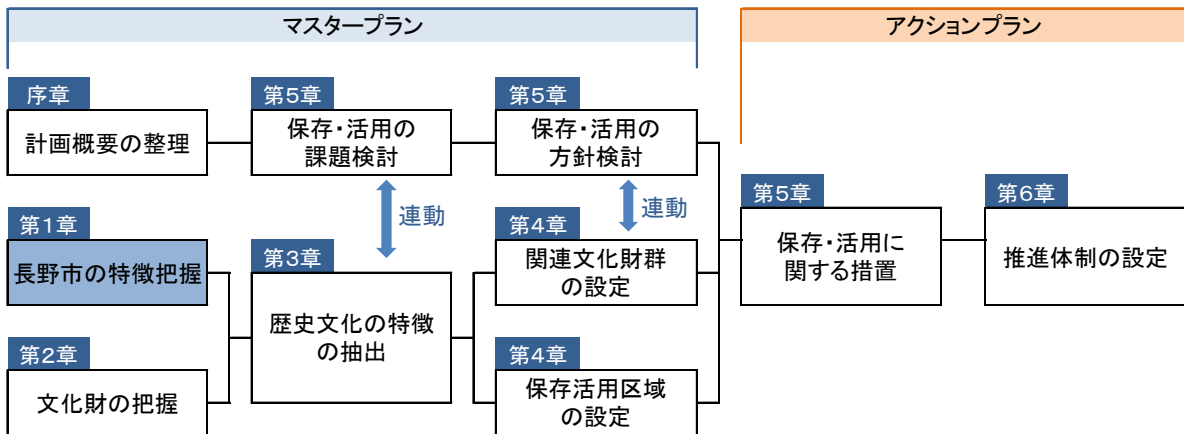 マスタープラン
アクションプラン
序章
計画概要の整理
第5章
保存・活用の
課題検討
第5章
保存・活用の
方針検討
連動
連動
第1章
長野市の特徴把握
第2章
文化財の把握
第3章
歴史文化の特徴
の抽出
第4章
関連文化財群
の設定
第4章
保存活用区域
の設定
第5章
保存・活用に
関する措置
第6章
推進体制の設定